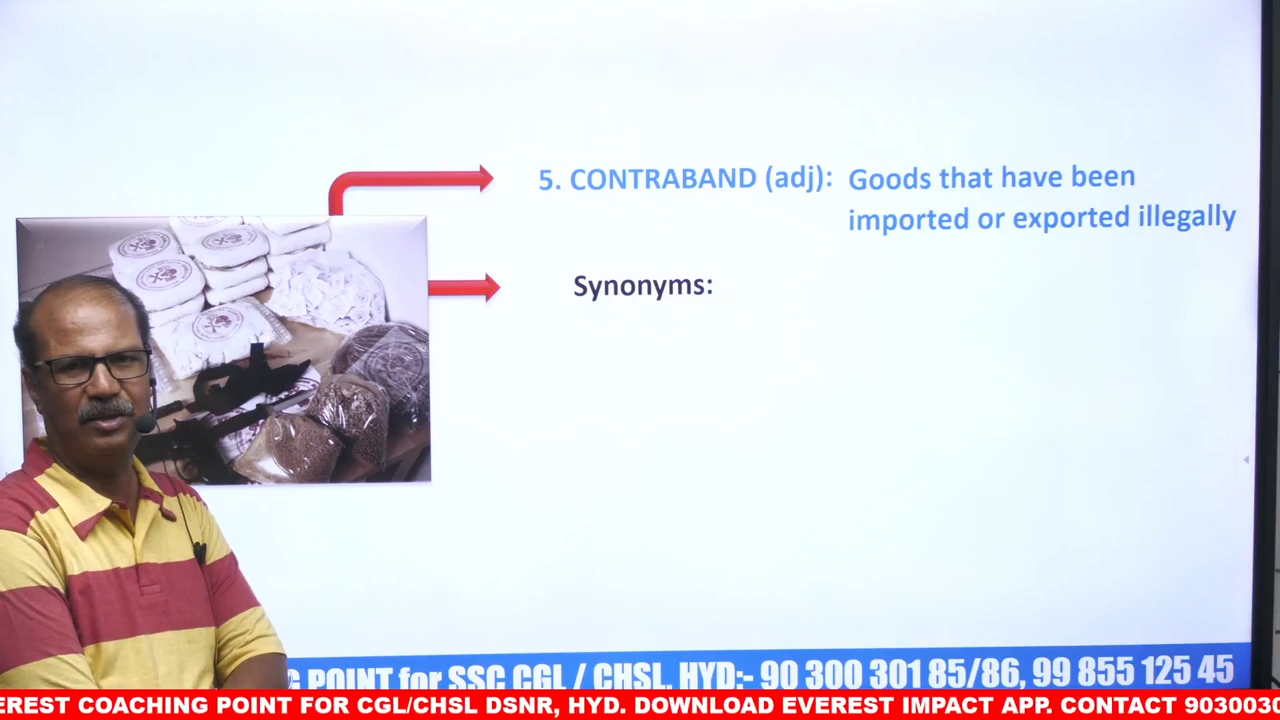 5. CONTRABAND (adj): Goods that have been
imported or exported illegally
Synonyms:
POINT for SSC CGL / CHSL, HYD:- 90 300 301 85/86, 99 855 125 45
EREST COACHING POINT FOR CGL/CHSL DSNR, HYD. DOWNLOAD EVEREST IMPACT APP. CONTACT 9030030